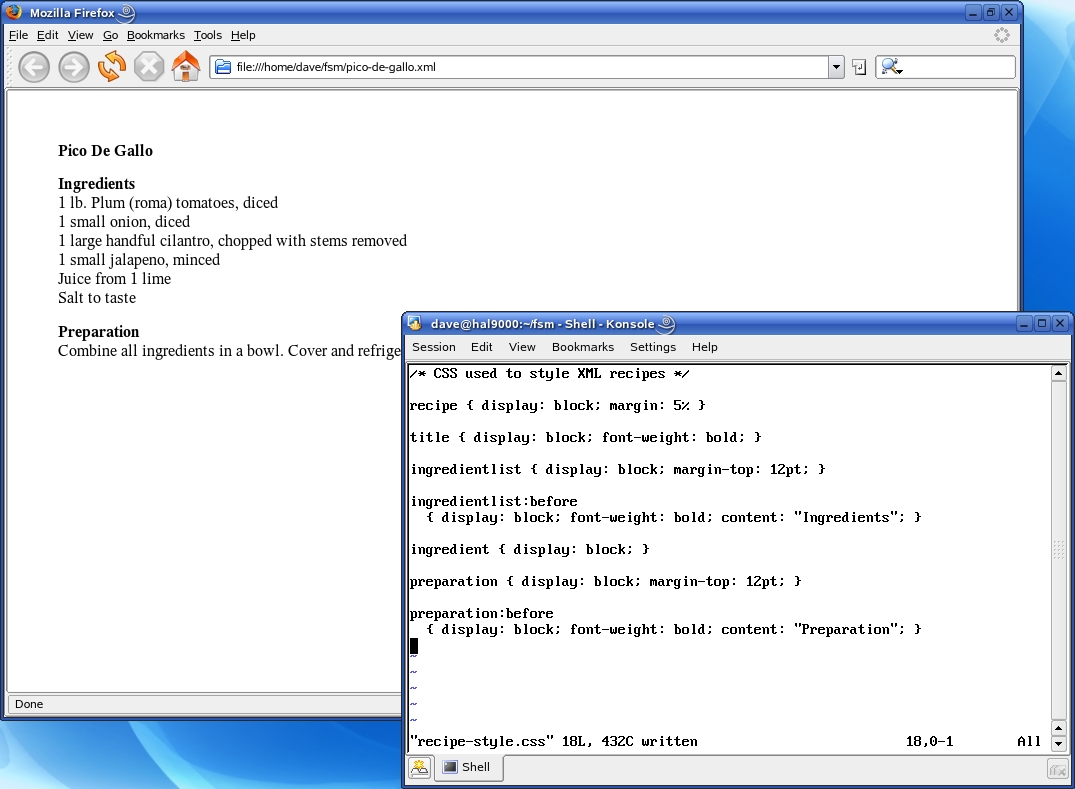 Mozilla Firefox
File Edit View Go Bookmarks Tools Help
file:///home/dave/fsm/pico-de-gallo.xml
Pico De Gallo
Ingredients
1 lb. Plum (roma) tomatoes, diced
1 small onion, diced
1 large handful cilantro, chopped with stems removed
1 small jalapeno, minced
Juice from 1 lime
Salt to taste
Preparation
Combine all ingredients in a bowl. Cover and refrige
Done
dave@hal9000:~/fsm - Shell - Konsole
Session Edit View Bookmarks Settings Help
/* CSS used to style XML recipes */
recipe { display: block; margin: 5% }
title { display: block; font-weight: bold; }
ingredientlist { display: block; margin-top: 12pt; }
ingredientlist:before
{ display: block; font-weight: bold; content: "Ingredients"; }
ingredient { display: block; }
preparation { display: block; margin-top: 12pt; }
preparation:before
{ display: block; font-weight: bold; content: "Preparation"; }
~
~
~
~
~
"recipe-style.css" 18L, 432C written 18,0-1 All
Shell